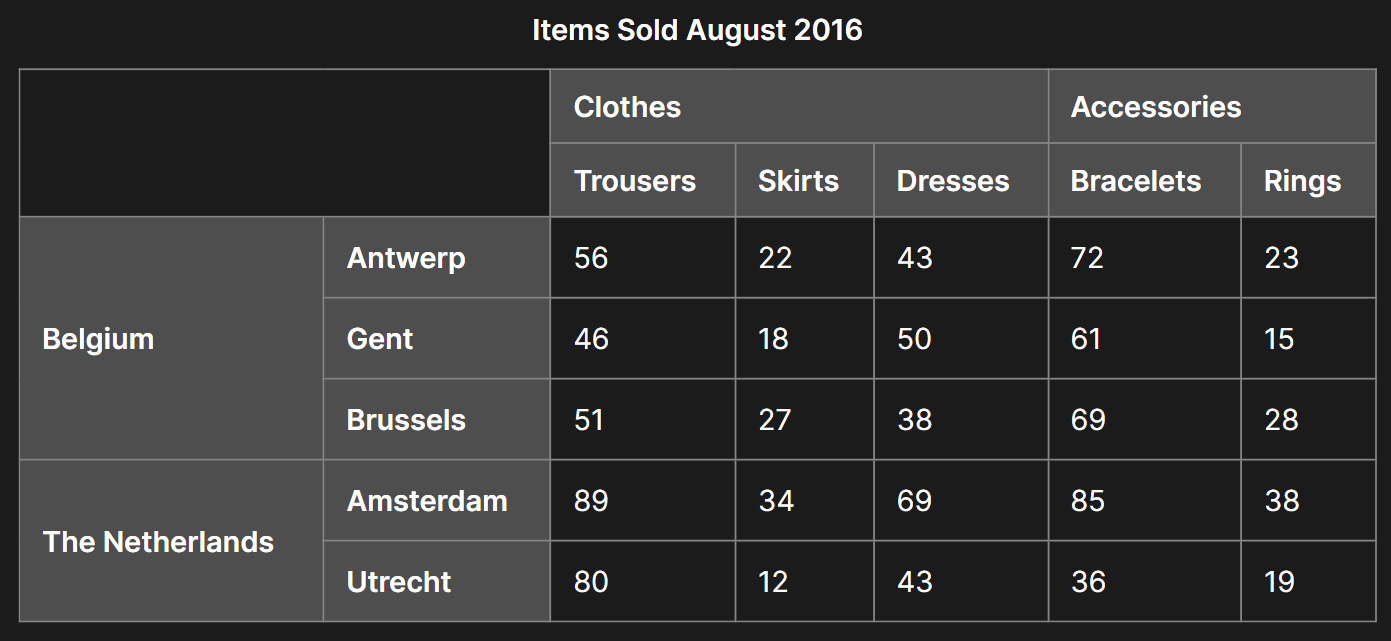 Items Sold August 2016
Clothes Accessories
Trousers Skirts Dresses Bracelets Rings
Belgium Antwerp 56 22 43 72 23
Gent 46 18 50 61 15
Brussels 51 27 38 69 28
The Netherlands Amsterdam 89 34 69 85 38
Utrecht 80 12 43 36 19